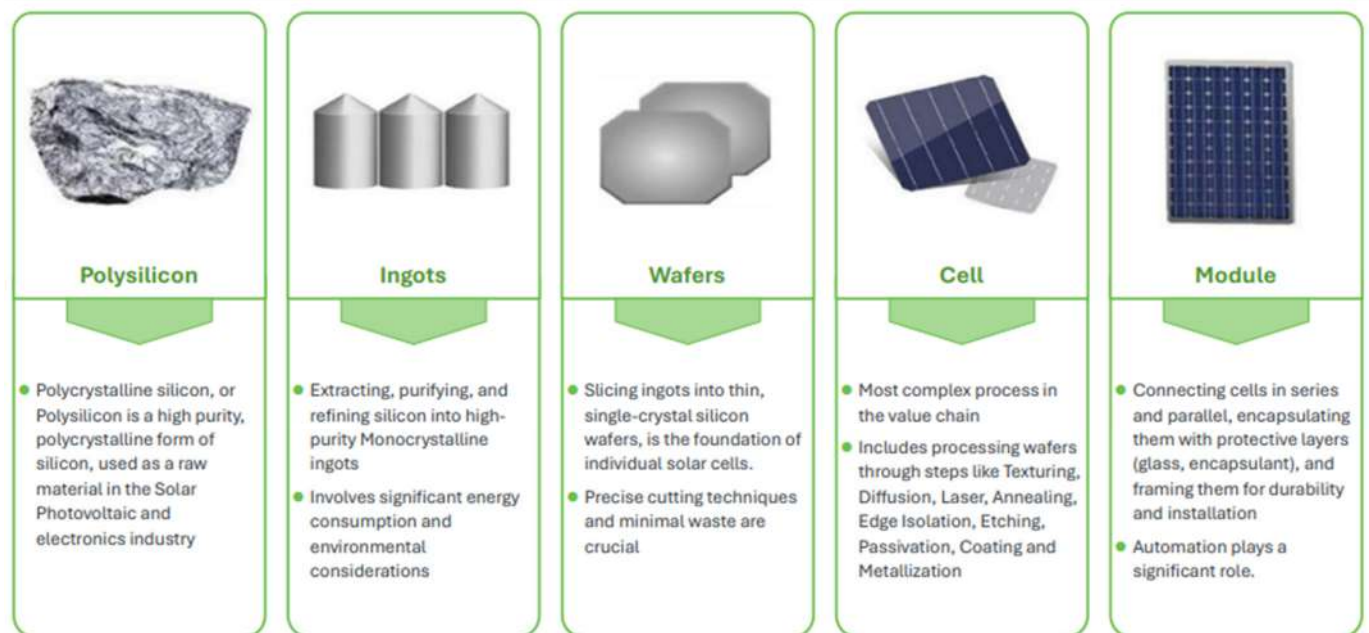 Polysilicon
Polycrystalline silicon, or
Polysilicon is a high purity,
polycrystalline form of
silicon, used as a raw
material in the Solar
Photovoltaic and
electronics industry
Ingots
Extracting, purifying, and
refining silicon into high-
purity Monocrystalline
ingots
Involves significant energy
consumption and
environmental
considerations
Wafers
Slicing ingots into thin,
single-crystal silicon
wafers, is the foundation of
individual solar cells.
Precise cutting techniques
and minimal waste are
crucial
Cell
Most complex process in
the value chain
Includes processing wafers
through steps like Texturing,
Diffusion, Laser, Annealing,
Edge Isolation, Etching,
Passivation, Coating and
Metallization
Module
Connecting cells in series
and parallel, encapsulating
them with protective layers
(glass, encapsulant), and
framing them for durability
and installation
Automation plays a
significant role.